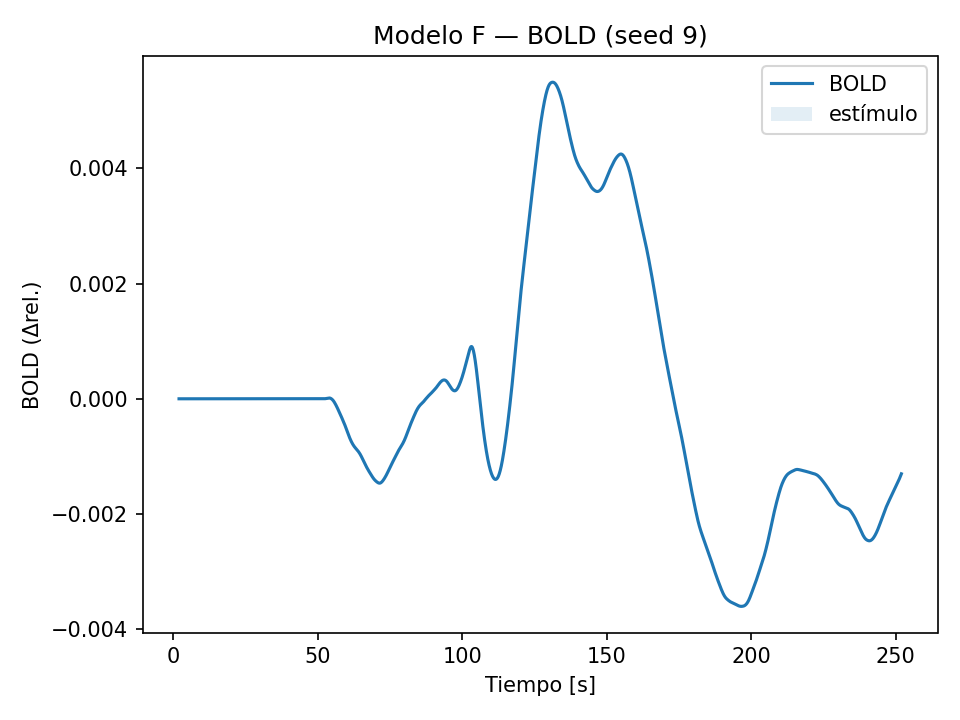 Modelo F — BOLD (seed 9)
BOLD
estímulo
0.004
0.002
0.000
−0.002
−0.004
BOLD (Δrel.)
0
50
100
150
200
250
Tiempo [s]